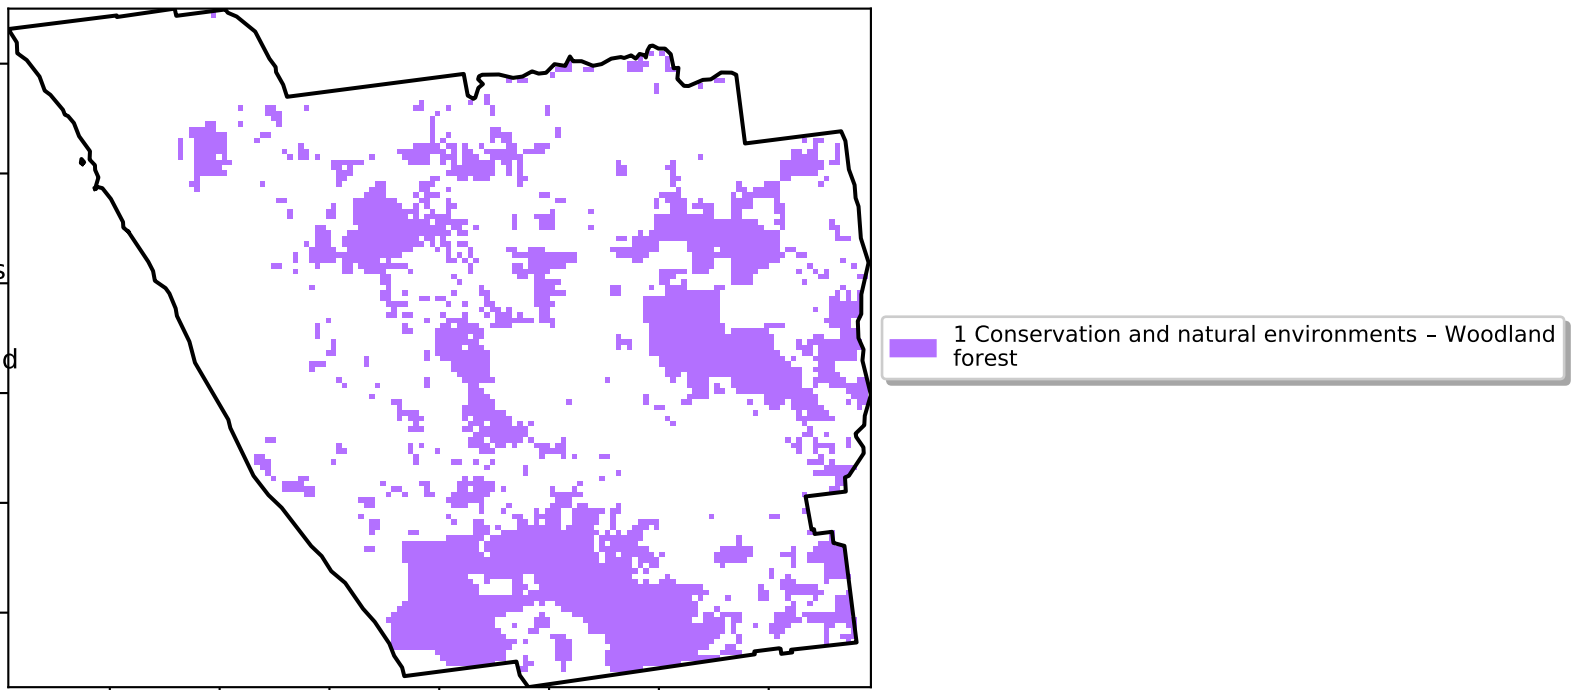 s
d
1 Conservation and natural environments – Woodland
forest